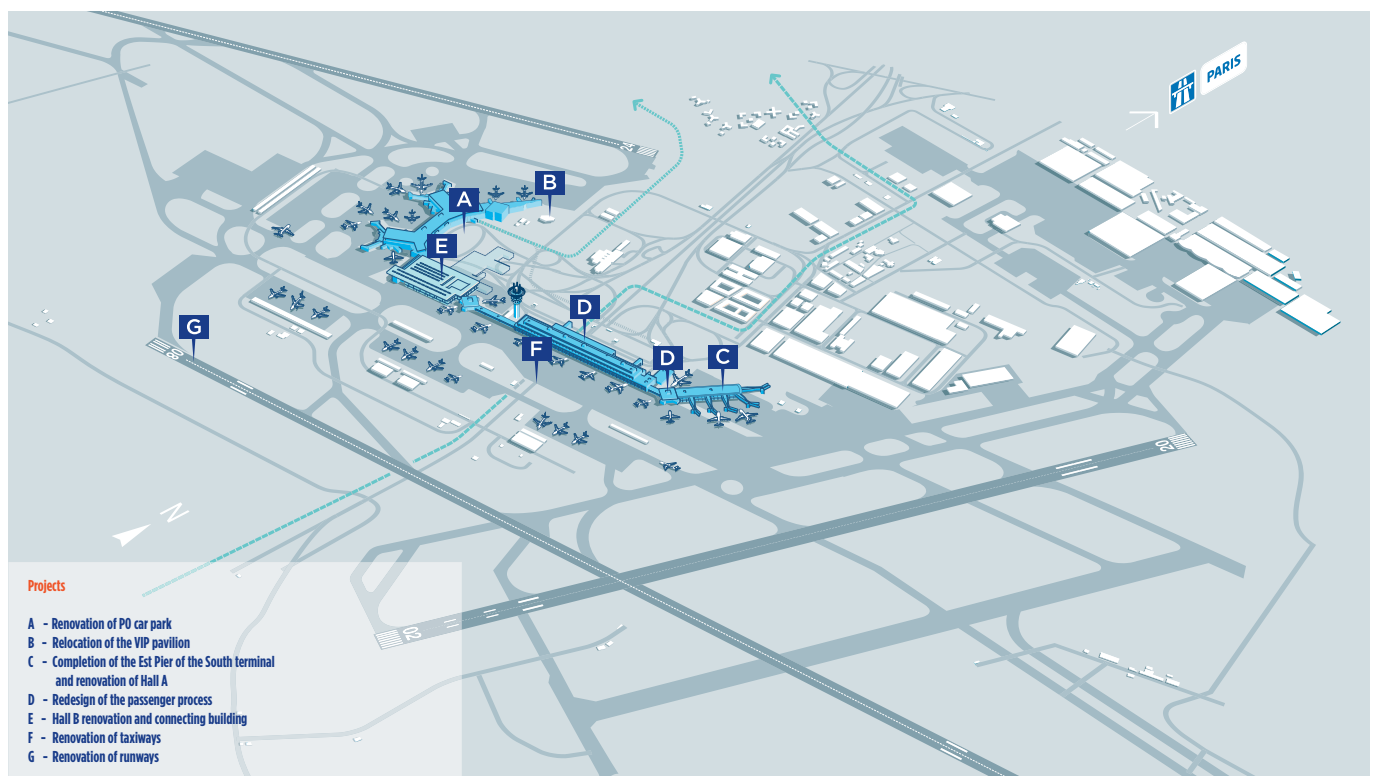 PARIS
24
B
A
E
D
G
F
D
C
08
20
N
02
Projects
A - Renovation of P0 car park
B - Relocation of the VIP pavilion
C - Completion of the Est Pier of the South terminal
and renovation of Hall A
D - Redesign of the passenger process
E - Hall B renovation and connecting building
F - Renovation of taxiways
G - Renovation of runways